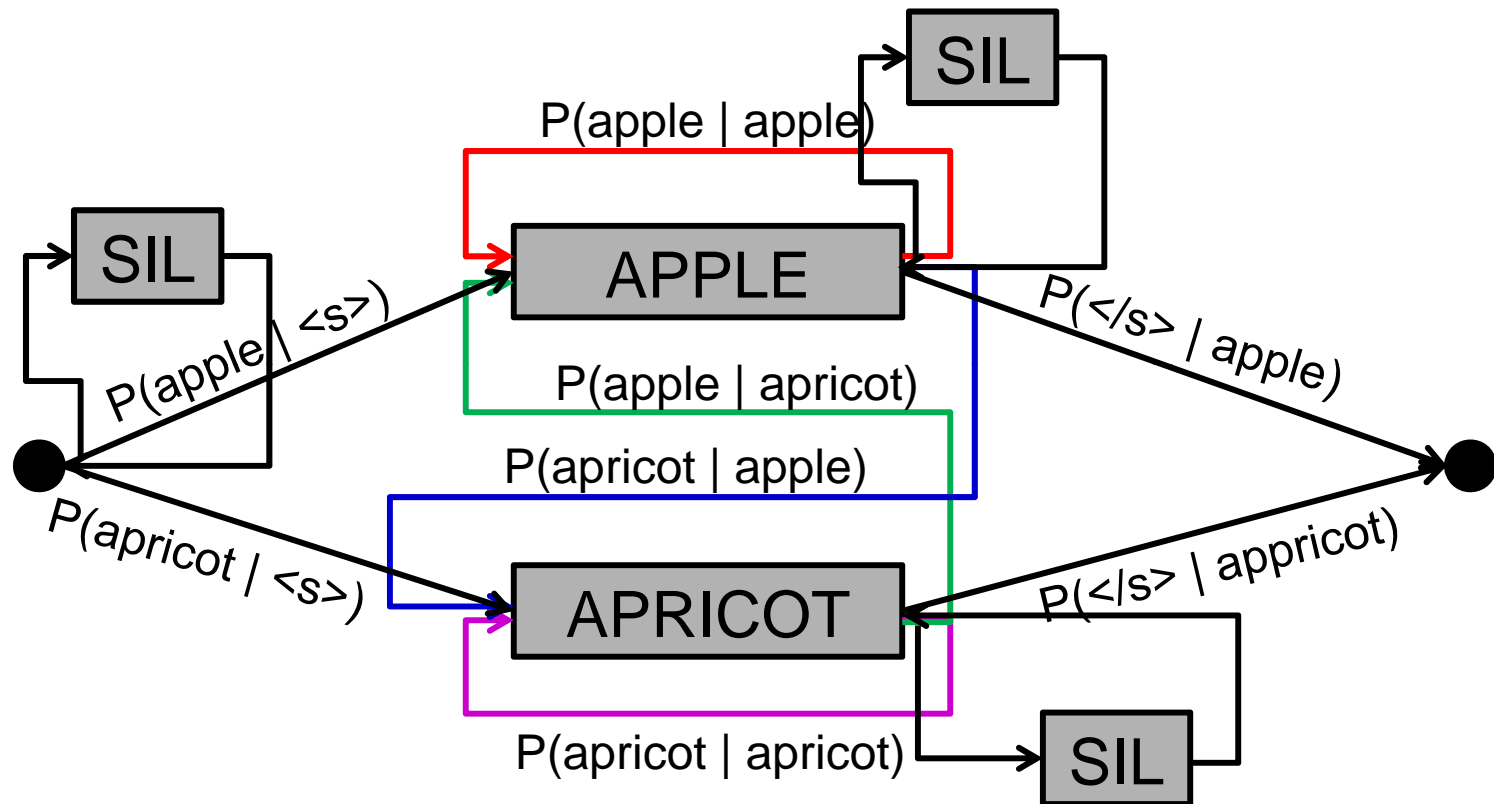 SIL
P(apple | apple)
SIL
APPLE
P(apple | <s>)
P(</s> | apple)
P(apple | apricot)
P(apricot | apple)
P(apricot | <s>)
APRICOT
P(</s> | appricot)
P(apricot | apricot)
SIL